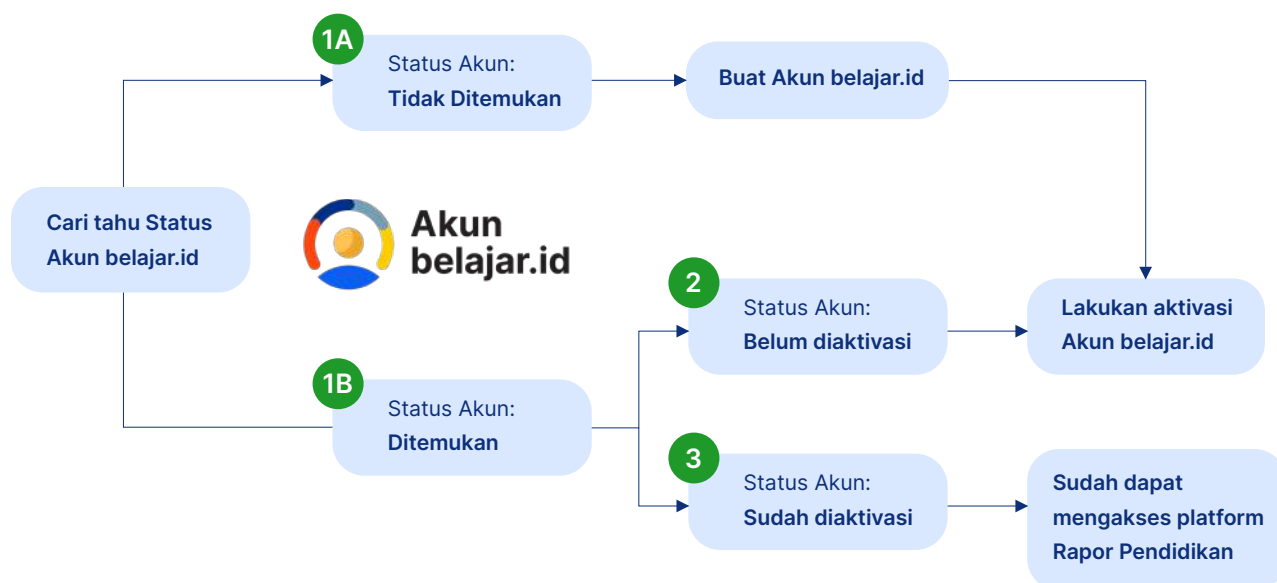 1A
Status Akun:
Tidak Ditemukan
Buat Akun belajar.id
Cari tahu Status
Akun belajar.id
Akun
belajar.id
1B
Status Akun:
Ditemukan
2
Status Akun:
Belum diaktivasi
Lakukan aktivasi
Akun belajar.id
3
Status Akun:
Sudah diaktivasi
Sudah dapat
mengakses platform
Rapor Pendidikan